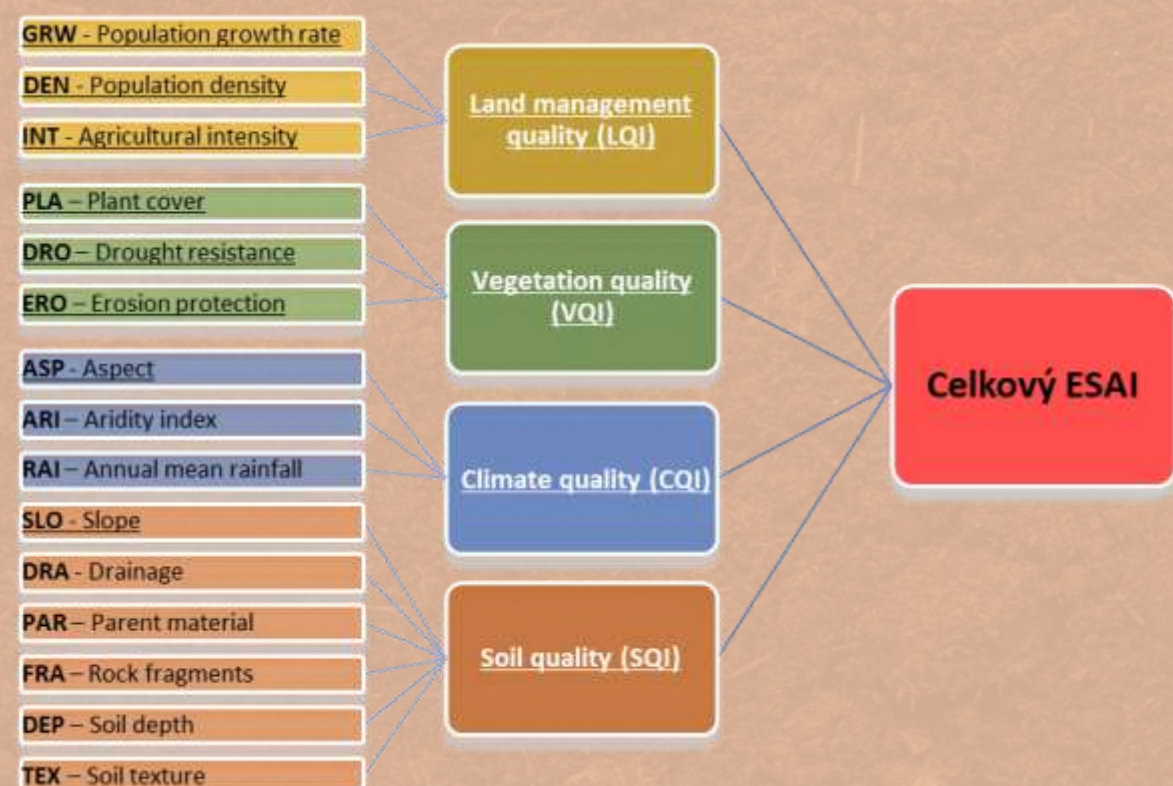 GRW - Population growth rate
DEN - Population density
INT - Agricultural intensity
PLA – Plant cover
DRO – Drought resistance
ERO – Erosion protection
ASP - Aspect
ARI – Aridity index
RAI – Annual mean rainfall
SLO - Slope
DRA - Drainage
PAR – Parent material
FRA – Rock fragments
DEP – Soil depth
TEX – Soil texture
Land management
quality (LQI)
Vegetation quality
(VQI)
Climate quality (CQI)
Soil quality (SQI)
Celkový ESAI